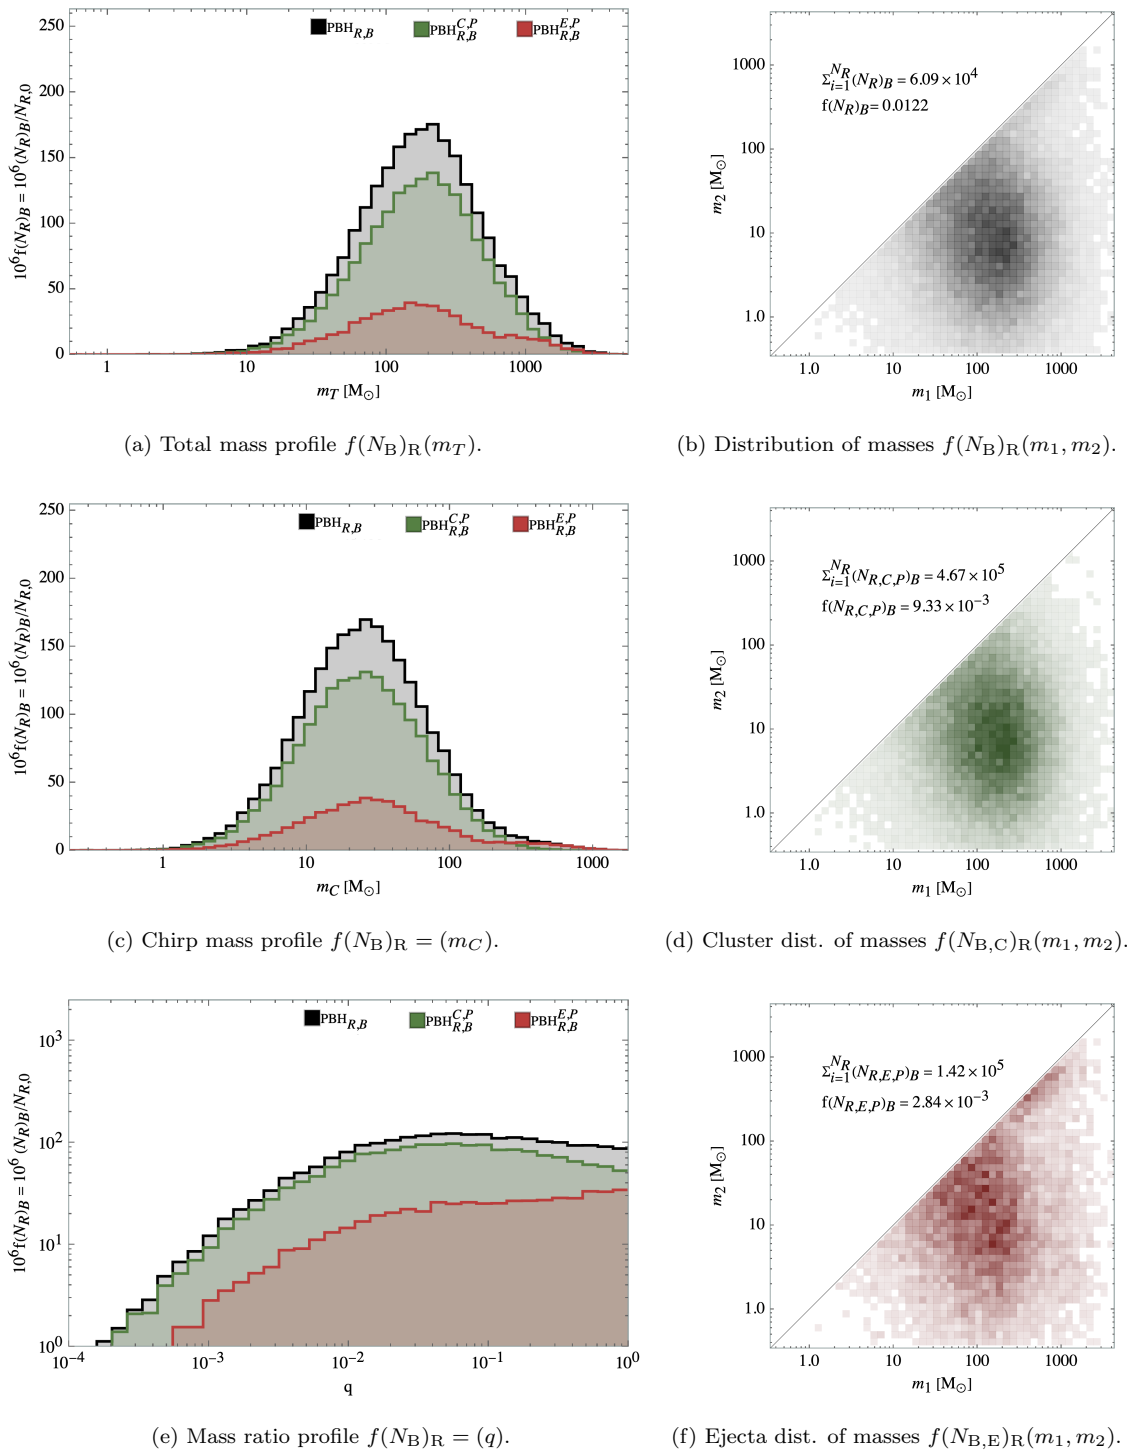 PBH_{R,B} PBH^{C,P}_{R,B} PBH^{E,P}_{R,B}
10^6 f(N_R)_B = 10^6 (N_R)_B/N_{R,0}
250
200
150
100
50
0
1 10 100 1000
m_T [M_⊙]
(a) Total mass profile f(N_B)_R(m_T).
Σ_{i=1}^{N_R}(N_R)_B = 6.09 × 10^4
f(N_R)_B = 0.0122
m_2 [M_⊙]
1000
100
10
1.0
1.0 10 100 1000
m_1 [M_⊙]
(b) Distribution of masses f(N_B)_R(m_1, m_2).
PBH_{R,B} PBH^{C,P}_{R,B} PBH^{E,P}_{R,B}
10^6 f(N_R)_B = 10^6 (N_R)_B/N_{R,0}
250
200
150
100
50
0
1 10 100 1000
m_C [M_⊙]
(c) Chirp mass profile f(N_B)_R = (m_C).
Σ_{i=1}^{N_R}(N_{R,C,P})_B = 4.67 × 10^5
f(N_{R,C,P})_B = 9.33 × 10^{-3}
m_2 [M_⊙]
1000
100
10
1.0
1.0 10 100 1000
m_1 [M_⊙]
(d) Cluster dist. of masses f(N_{B,C})_R(m_1, m_2).
PBH_{R,B} PBH^{C,P}_{R,B} PBH^{E,P}_{R,B}
10^6 f(N_R)_B = 10^6 (N_R)_B/N_{R,0}
10^3
10^2
10^1
10^0
10^{-4} 10^{-3} 10^{-2} 10^{-1} 10^0
q
(e) Mass ratio profile f(N_B)_R = (q).
Σ_{i=1}^{N_R}(N_{R,E,P})_B = 1.42 × 10^5
f(N_{R,E,P})_B = 2.84 × 10^{-3}
m_2 [M_⊙]
1000
100
10
1.0
1.0 10 100 1000
m_1 [M_⊙]
(f) Ejecta dist. of masses f(N_{B,E})_R(m_1, m_2).